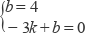 b = 4
−3k + b = 0